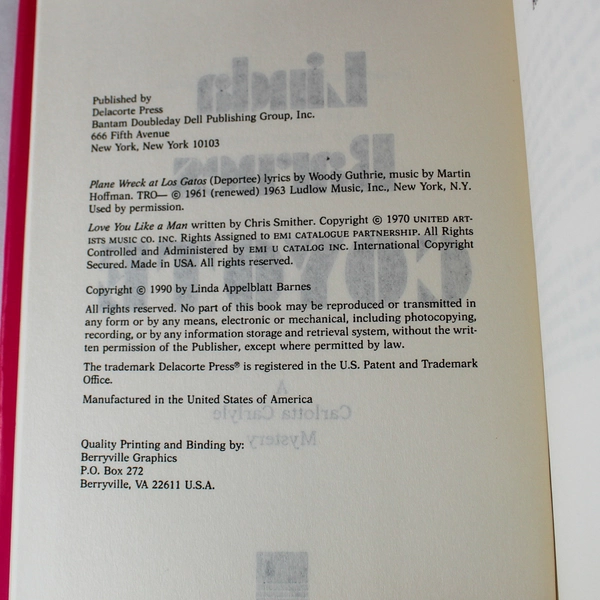 Published by
Delacorte Press
Bantam Doubleday Dell Publishing Group, Inc.
666 Fifth Avenue
New York, New York 10103
Plane Wreck at Los Gatos (Deportee) lyrics by Woody Guthrie, music by Martin
Hoffman. TRO— © 1961 (renewed) 1963 Ludlow Music, Inc., New York, N.Y.
Used by permission.
Love You Like a Man written by Chris Smither. Copyright © 1970 UNITED ART-
ISTS MUSIC CO. INC. Rights Assigned to EMI CATALOGUE PARTNERSHIP. All Rights
Controlled and Administered by EMI U CATALOG INC. International Copyright
Secured. Made in USA. All rights reserved.
Copyright © 1990 by Linda Appelblatt Barnes
All rights reserved. No part of this book may be reproduced or transmitted in
any form or by any means, electronic or mechanical, including photocopying,
recording, or by any information storage and retrieval system, without the writ-
ten permission of the Publisher, except where permitted by law.
The trademark Delacorte Press® is registered in the U.S. Patent and Trademark
Office.
Manufactured in the United States of America
Quality Printing and Binding by:
Berryville Graphics
P.O. Box 272
Berryville, VA 22611 U.S.A.